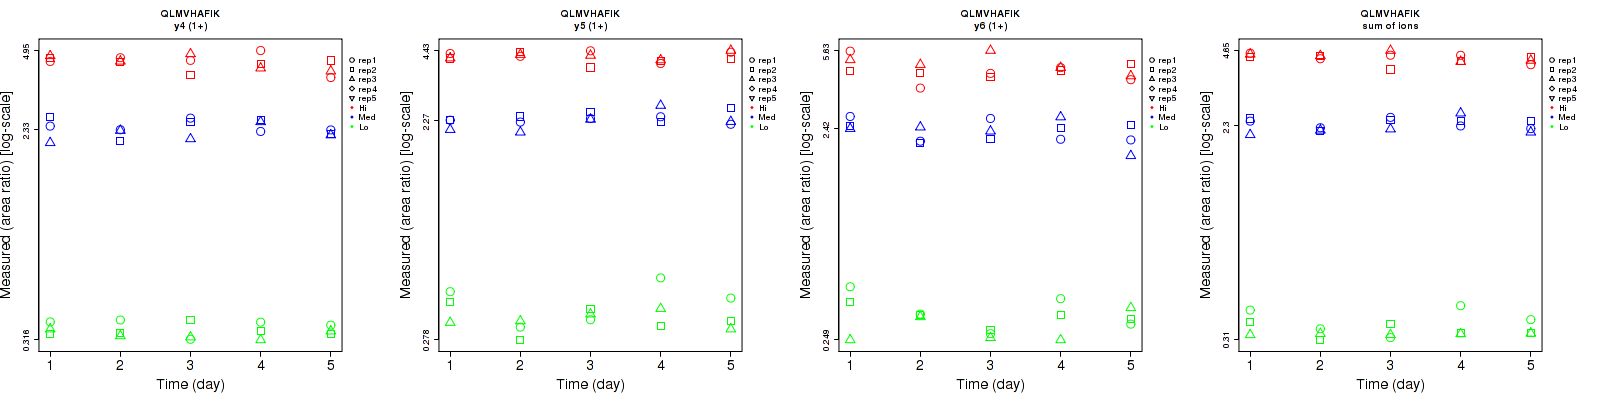 QLMVHAFIK
y4 (1+)
Measured (area ratio) [log-scale]
4.95
2.33
0.316
1 2 3 4 5
Time (day)
rep1
rep2
rep3
rep4
rep5
Hi
Med
Lo
QLMVHAFIK
y5 (1+)
Measured (area ratio) [log-scale]
4.43
2.27
0.278
1 2 3 4 5
Time (day)
rep1
rep2
rep3
rep4
rep5
Hi
Med
Lo
QLMVHAFIK
y6 (1+)
Measured (area ratio) [log-scale]
5.63
2.42
0.249
1 2 3 4 5
Time (day)
rep1
rep2
rep3
rep4
rep5
Hi
Med
Lo
QLMVHAFIK
sum of ions
Measured (area ratio) [log-scale]
4.65
2.3
0.31
1 2 3 4 5
Time (day)
rep1
rep2
rep3
rep4
rep5
Hi
Med
Lo